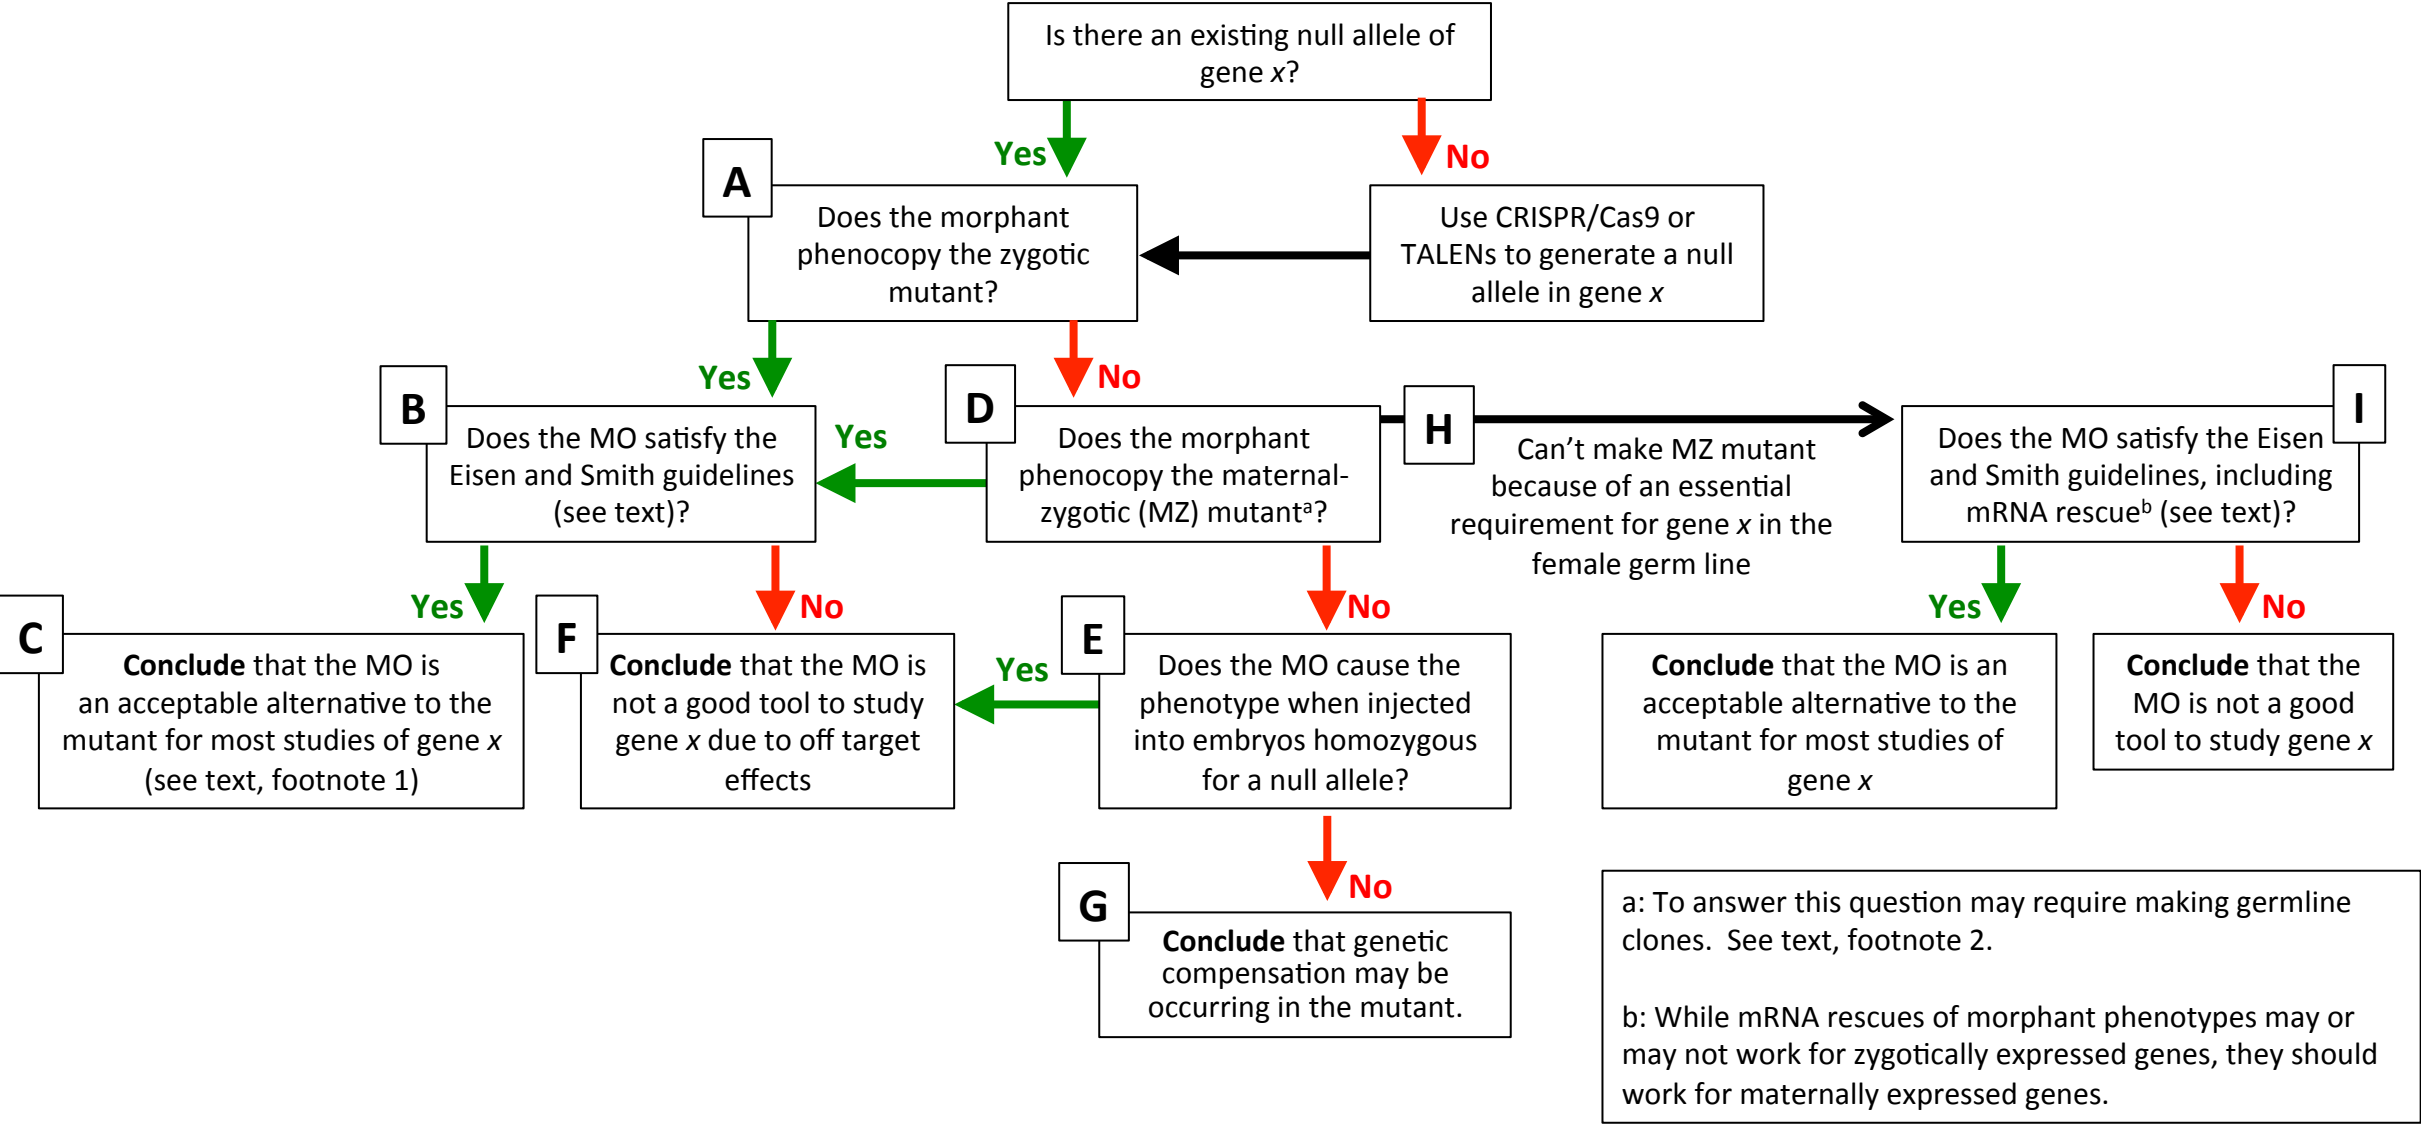 Is there an existing null allele of
gene x?
Yes
No
A
Does the morphant
phenocopy the zygotic
mutant?
Use CRISPR/Cas9 or
TALENs to generate a null
allele in gene x
Yes
No
B
Does the MO satisfy the
Eisen and Smith guidelines
(see text)?
Yes
D
Does the morphant
phenocopy the maternal-
zygotic (MZ) mutantᵃ?
H
Can’t make MZ mutant
because of an essential
requirement for gene x in the
female germ line
I
Does the MO satisfy the Eisen
and Smith guidelines, including
mRNA rescueᵇ (see text)?
Yes
No
No
Yes
No
C
Conclude that the MO is
an acceptable alternative to the
mutant for most studies of gene x
(see text, footnote 1)
F
Conclude that the MO is
not a good tool to study
gene x due to off target
effects
Yes
E
Does the MO cause the
phenotype when injected
into embryos homozygous
for a null allele?
Conclude that the MO is an
acceptable alternative to the
mutant for most studies of
gene x
Conclude that the
MO is not a good
tool to study gene x
No
G
Conclude that genetic
compensation may be
occurring in the mutant.
a: To answer this question may require making germline
clones. See text, footnote 2.
b: While mRNA rescues of morphant phenotypes may or
may not work for zygotically expressed genes, they should
work for maternally expressed genes.